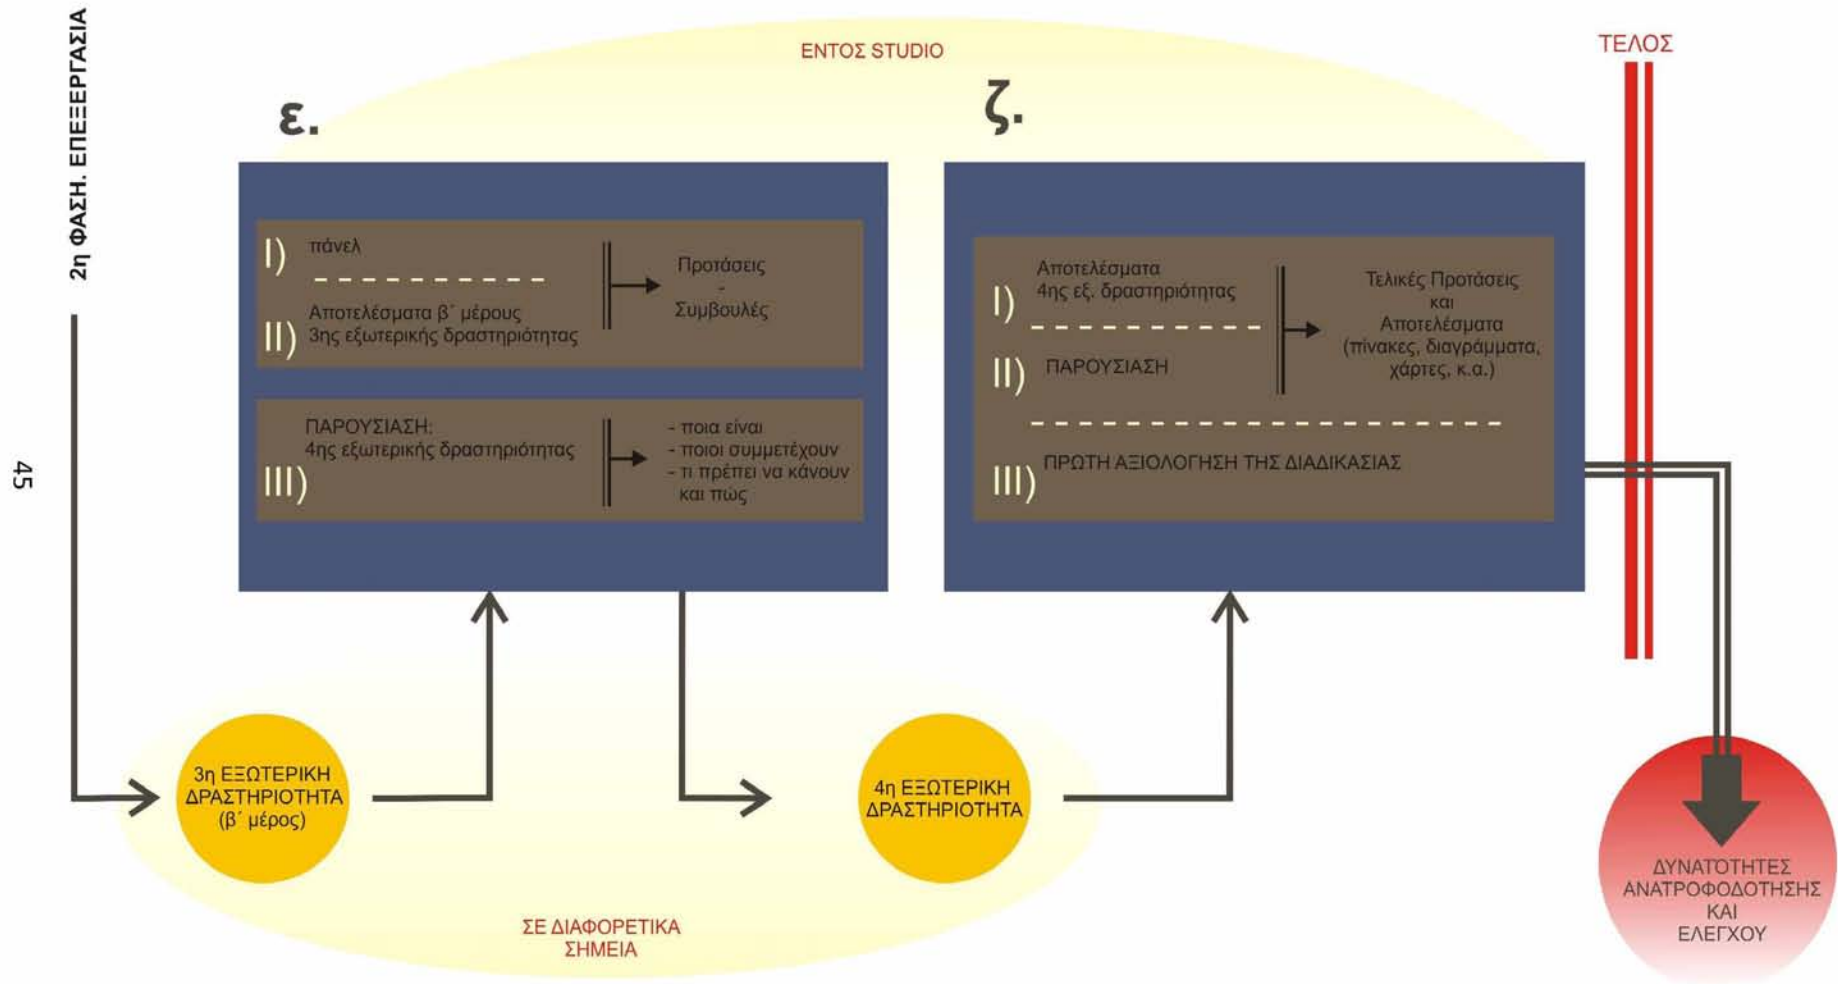 2η ΦΑΣΗ. ΕΠΕΞΕΡΓΑΣΙΑ
45
ΕΝΤΟΣ STUDIO
ΤΕΛΟΣ
ε.
I) πάνελ
II) Αποτελέσματα β΄ μέρους
3ης εξωτερικής δραστηριότητας
Προτάσεις
-
Συμβουλές
III) ΠΑΡΟΥΣΙΑΣΗ:
4ης εξωτερικής δραστηριότητας
- ποια είναι
- ποιοι συμμετέχουν
- τι πρέπει να κάνουν
και πώς
ζ.
I) Αποτελέσματα
4ης εξ. δραστηριότητας
II) ΠΑΡΟΥΣΙΑΣΗ
Τελικές Προτάσεις
και
Αποτελέσματα
(πίνακες, διαγράμματα,
χάρτες, κ.α.)
III) ΠΡΩΤΗ ΑΞΙΟΛΟΓΗΣΗ ΤΗΣ ΔΙΑΔΙΚΑΣΙΑΣ
3η ΕΞΩΤΕΡΙΚΗ
ΔΡΑΣΤΗΡΙΟΤΗΤΑ
(β΄ μέρος)
4η ΕΞΩΤΕΡΙΚΗ
ΔΡΑΣΤΗΡΙΟΤΗΤΑ
ΣΕ ΔΙΑΦΟΡΕΤΙΚΑ
ΣΗΜΕΙΑ
ΔΥΝΑΤΌΤΗΤΕΣ
ΑΝΑΤΡΟΦΟΔΟΤΗΣΗΣ
ΚΑΙ
ΕΛΕΓΧΟΥ